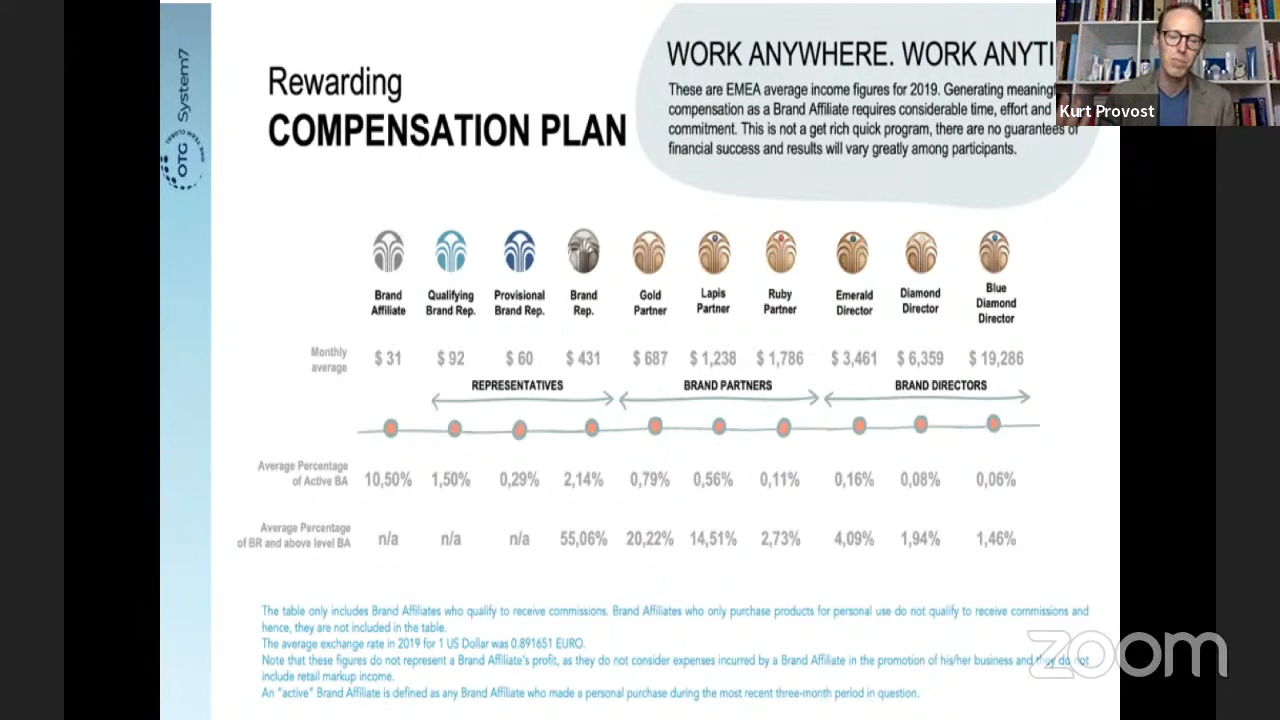 OTG System7
ONE TEAM GLOBAL
Rewarding
COMPENSATION PLAN
WORK ANYWHERE. WORK ANYTI
These are EMEA average income figures for 2019. Generating meaningf
compensation as a Brand Affiliate requires considerable time, effort and
commitment. This is not a get rich quick program, there are no guarantees of
financial success and results will vary greatly among participants.
Kurt Provost
Brand Affiliate
Qualifying Brand Rep.
Provisional Brand Rep.
Brand Rep.
Gold Partner
Lapis Partner
Ruby Partner
Emerald Director
Diamond Director
Blue Diamond Director
Monthly average
$ 31 $ 92 $ 60 $ 431 $ 687 $ 1,238 $ 1,786 $ 3,461 $ 6,359 $ 19,286
REPRESENTATIVES BRAND PARTNERS BRAND DIRECTORS
Average Percentage of Active BA
10,50% 1,50% 0,29% 2,14% 0,79% 0,56% 0,11% 0,16% 0,08% 0,06%
Average Percentage of BR and above level BA
n/a n/a n/a 55,06% 20,22% 14,51% 2,73% 4,09% 1,94% 1,46%
The table only includes Brand Affiliates who qualify to receive commissions. Brand Affiliates who only purchase products for personal use do not qualify to receive commissions and
hence, they are not included in the table.
The average exchange rate in 2019 for 1 US Dollar was 0.891651 EURO.
Note that these figures do not represent a Brand Affiliate's profit, as they do not consider expenses incurred by a Brand Affiliate in the promotion of his/her business and they do not
include retail markup income.
An "active" Brand Affiliate is defined as any Brand Affiliate who made a personal purchase during the most recent three-month period in question.
zoom